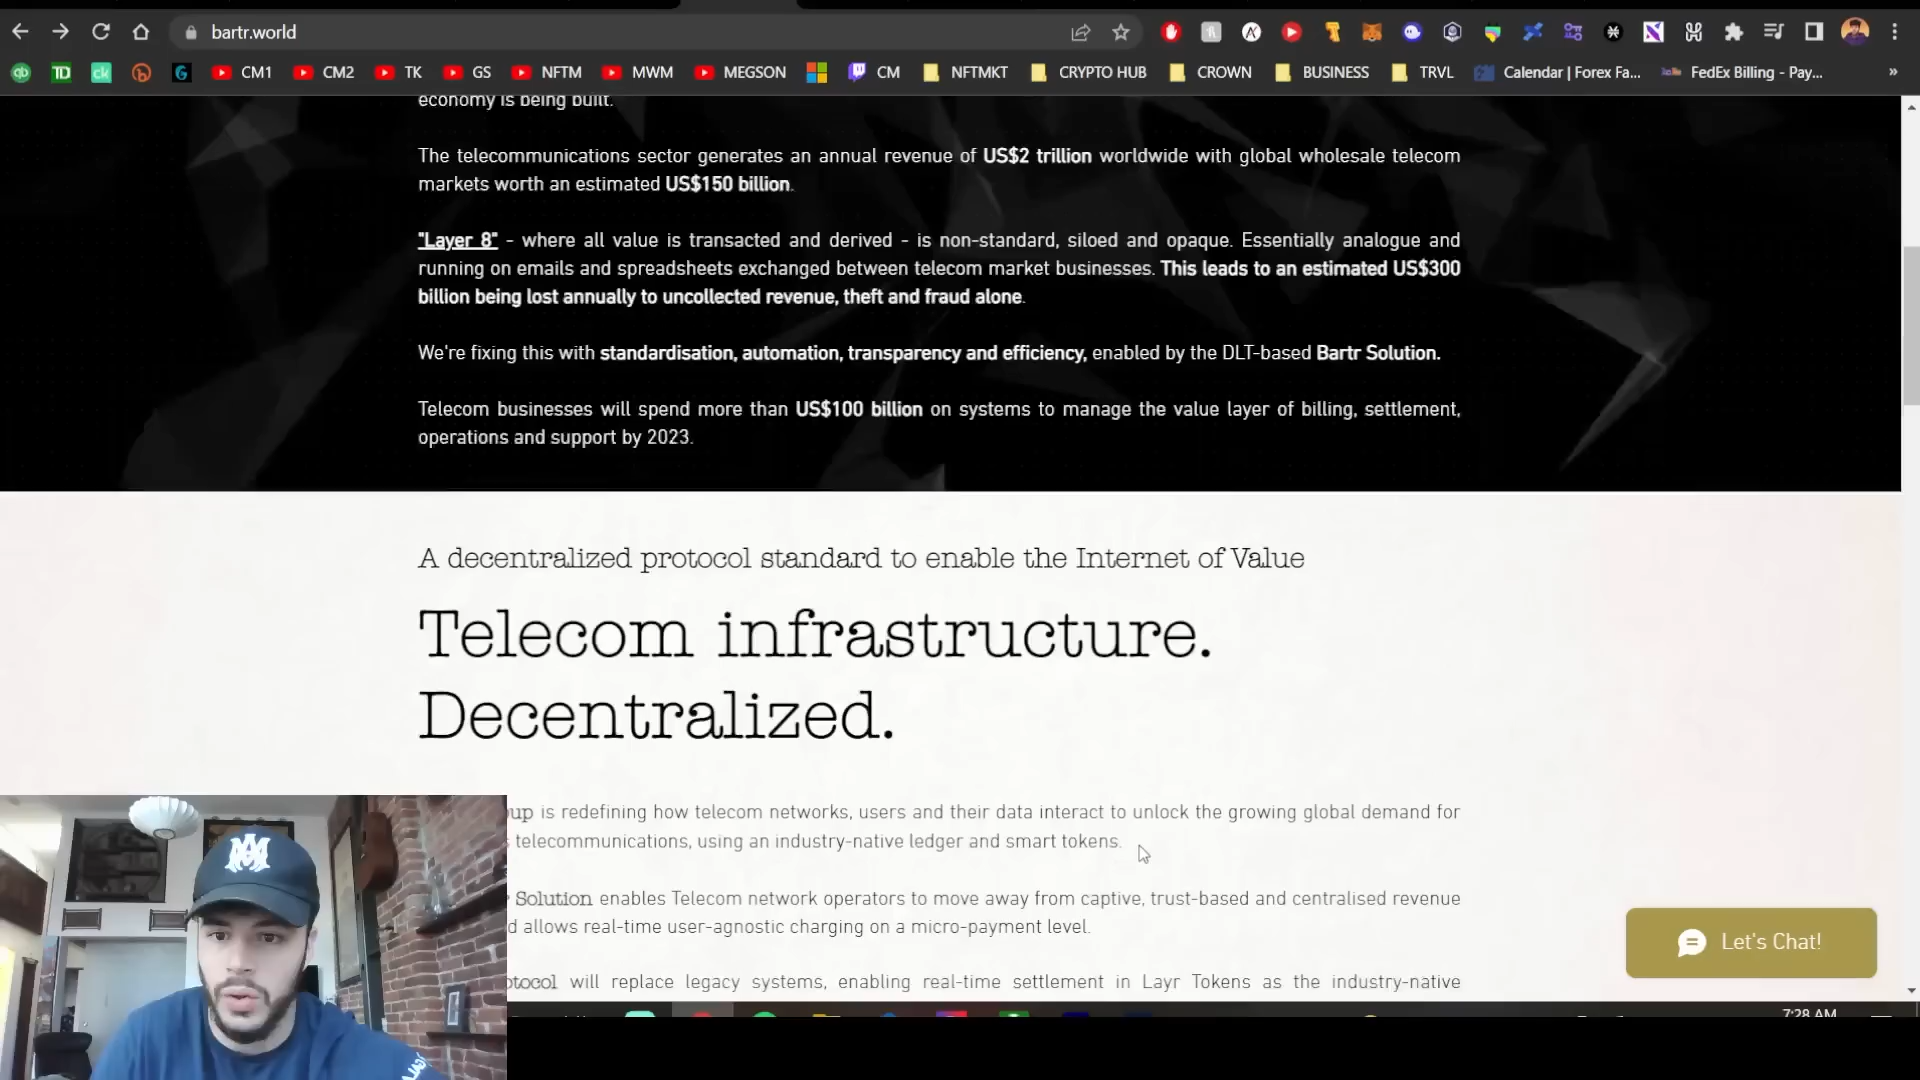 bartr.world
CM1 CM2 TK GS NFTM MWM MEGSON CM NFTMKT CRYPTO HUB CROWN BUSINESS TRVL Calendar | Forex Fa... FedEx Billing - Pay... »
economy is being built.
The telecommunications sector generates an annual revenue of US$2 trillion worldwide with global wholesale telecom
markets worth an estimated US$150 billion.
"Layer 8" - where all value is transacted and derived - is non-standard, siloed and opaque. Essentially analogue and
running on emails and spreadsheets exchanged between telecom market businesses. This leads to an estimated US$300
billion being lost annually to uncollected revenue, theft and fraud alone.
We're fixing this with standardisation, automation, transparency and efficiency, enabled by the DLT-based Bartr Solution.
Telecom businesses will spend more than US$100 billion on systems to manage the value layer of billing, settlement,
operations and support by 2023.
A decentralized protocol standard to enable the Internet of Value
Telecom infrastructure.
Decentralized.
is redefining how telecom networks, users and their data interact to unlock the growing global demand for
telecommunications, using an industry-native ledger and smart tokens.
Solution enables Telecom network operators to move away from captive, trust-based and centralised revenue
allows real-time user-agnostic charging on a micro-payment level.
will replace legacy systems, enabling real-time settlement in Layr Tokens as the industry-native
Let's Chat!
7:28 AM